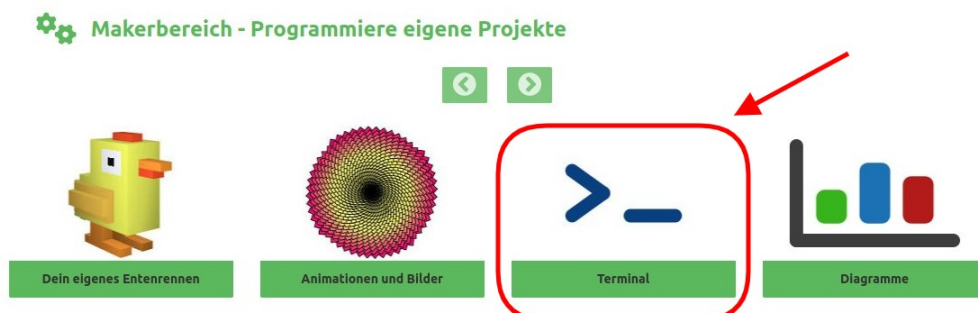 Makerbereich - Programmiere eigene Projekte
Dein eigenes Entenrennen
Animationen und Bilder
Terminal
Diagramme